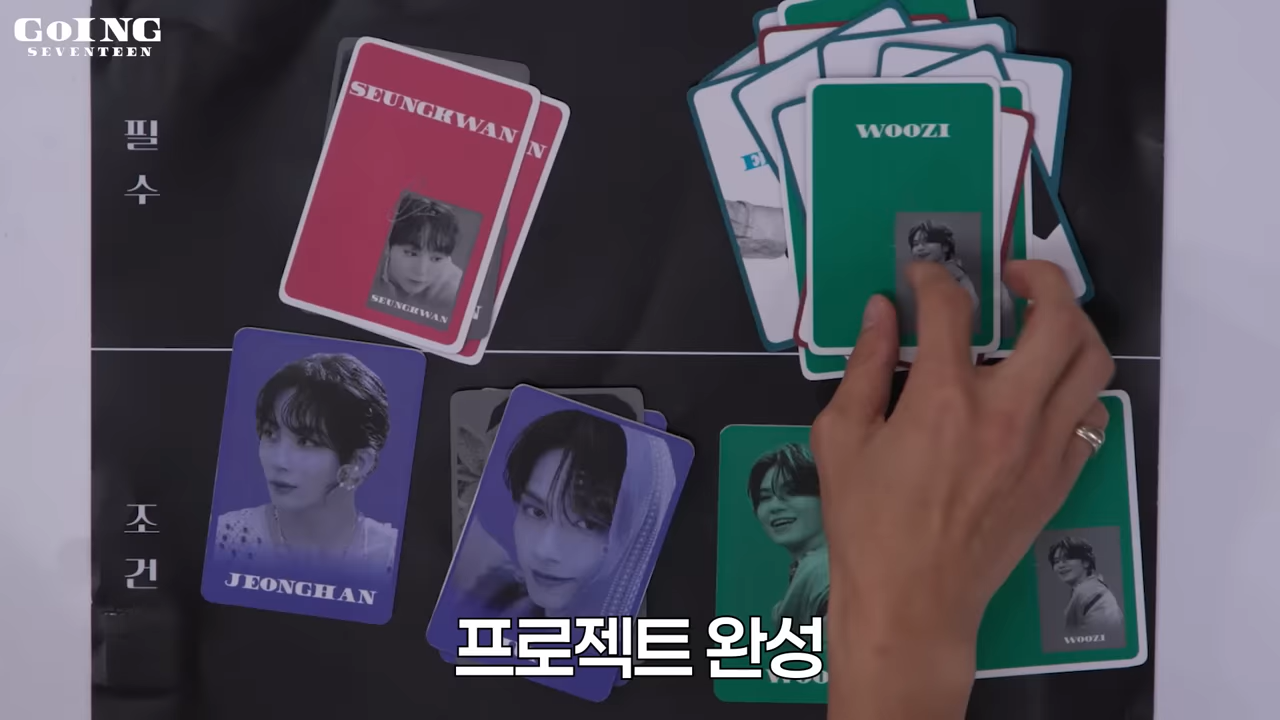 GOING
SEVENTEEN
필수
SEUNGKWAN
N
SEUNGKWAN
WOOZI
조건
JEONGHAN
WOOZI
프로젝트 완성